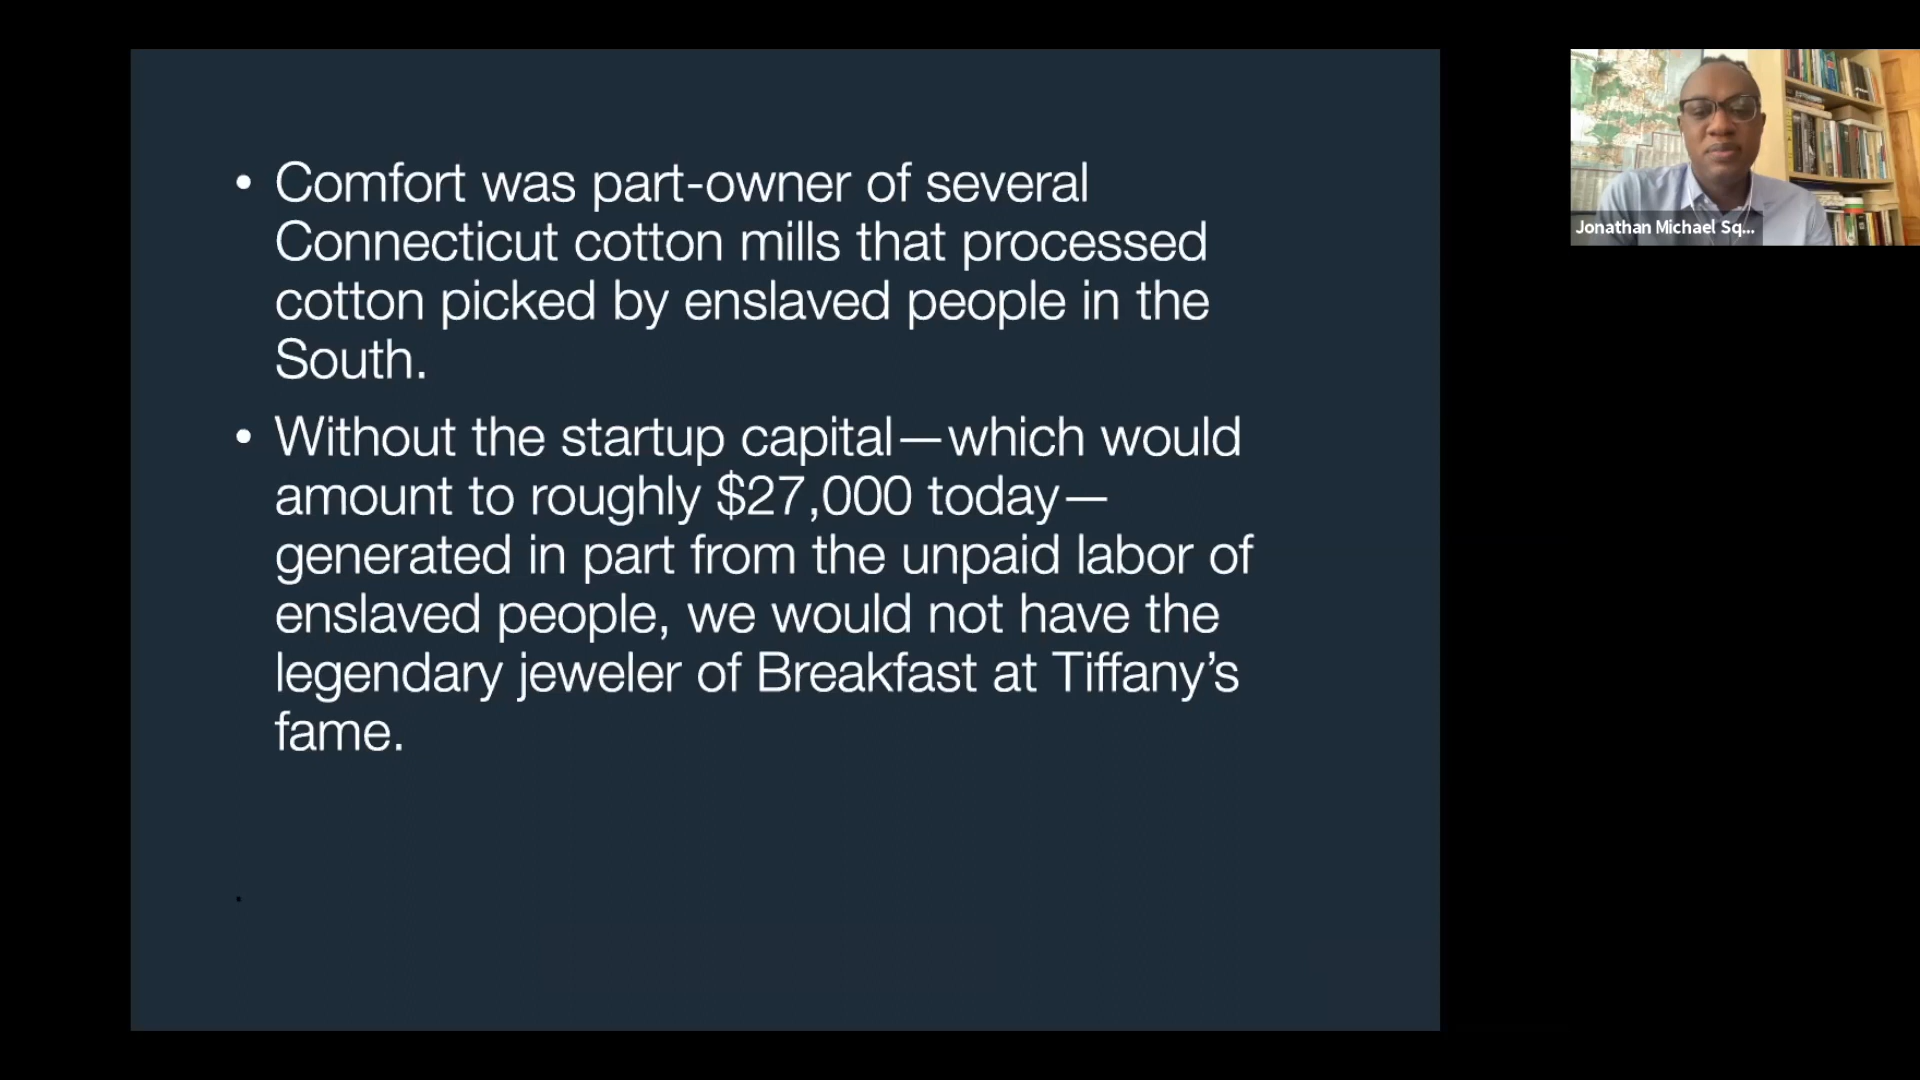 • Comfort was part-owner of several
Connecticut cotton mills that processed
cotton picked by enslaved people in the
South.
• Without the startup capital—which would
amount to roughly $27,000 today—
generated in part from the unpaid labor of
enslaved people, we would not have the
legendary jeweler of Breakfast at Tiffany’s
fame.
Jonathan Michael Sq...